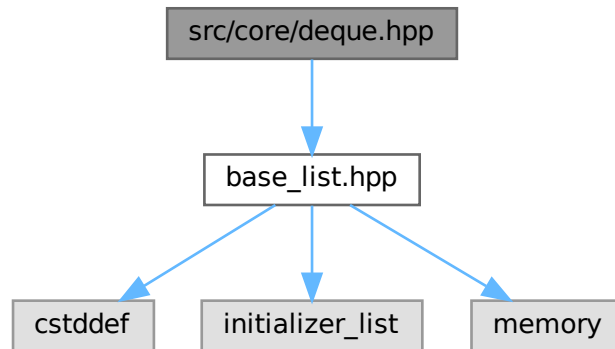 src/core/deque.hpp
base_list.hpp
cstddef
initializer_list
memory